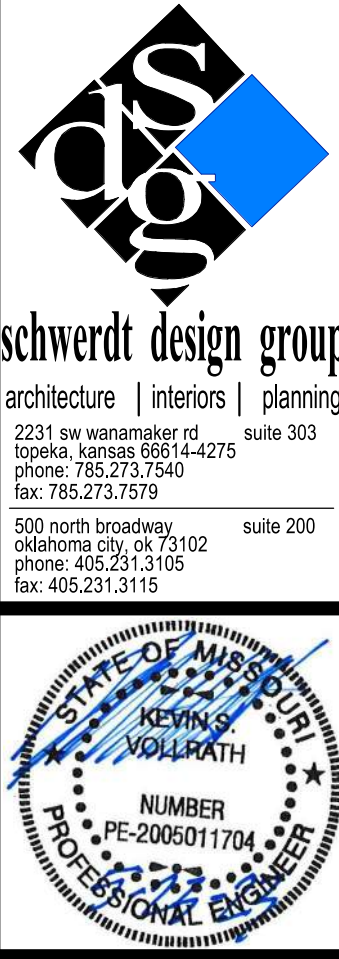 dsg
schwerdt design group
architecture | interiors | planning
2231 sw wanamaker rd suite 303
topeka, kansas 66614-4275
phone: 785.273.7540
fax: 785.273.7579
500 north broadway suite 200
oklahoma city, ok 73102
phone: 405.231.3105
fax: 405.231.3115
STATE OF MISSOURI
KEVIN S.
VOLLRATH
NUMBER
PE-2005011704
PROFESSIONAL ENGINEER